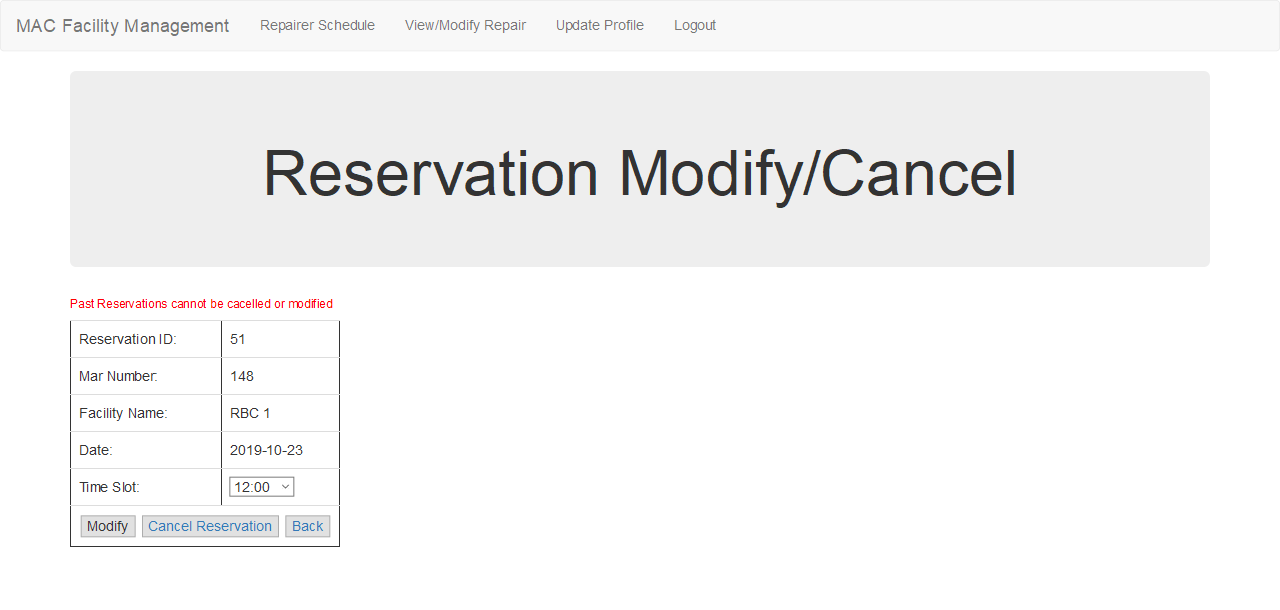 MAC Facility Management Repairer Schedule View/Modify Repair Update Profile Logout
Reservation Modify/Cancel
Past Reservations cannot be cacelled or modified
Reservation ID: 51
Mar Number: 148
Facility Name: RBC 1
Date: 2019-10-23
Time Slot: 12:00
Modify Cancel Reservation Back